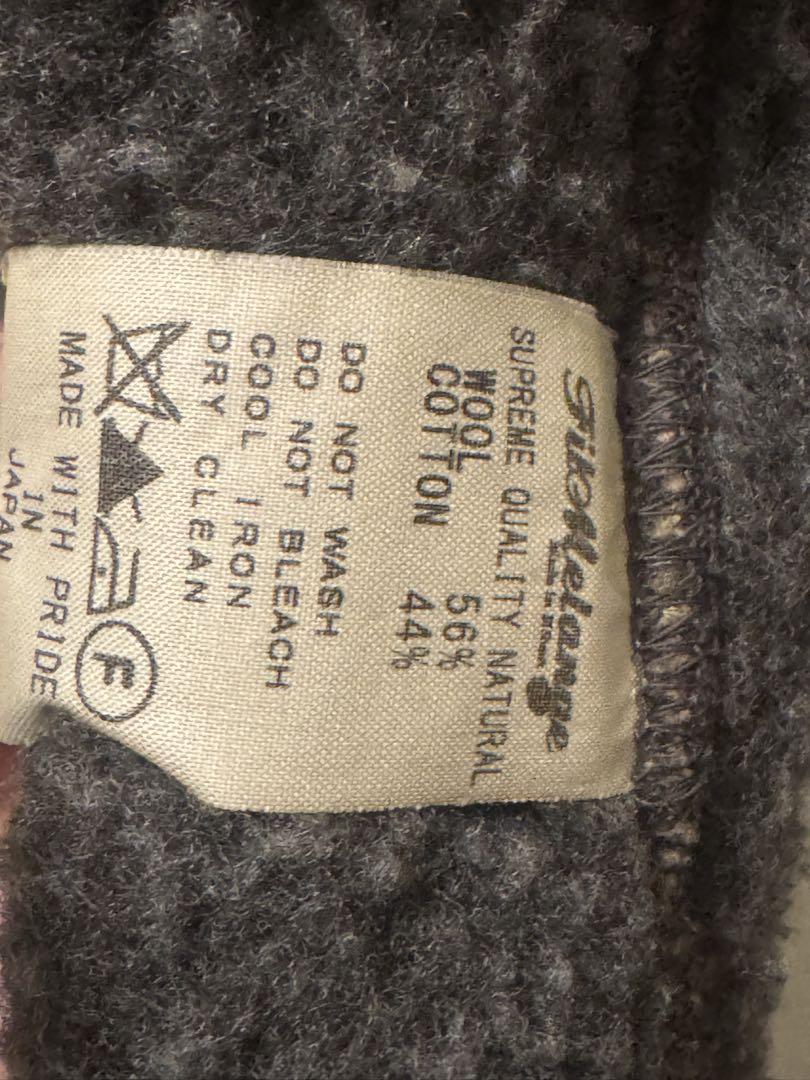 FilMelange
SUPREME QUALITY NATURAL
WOOL 56%
COTTON 44%
DO NOT WASH
DO NOT BLEACH
COOL IRON
DRY CLEAN
F
MADE WITH PRIDE
IN
JAPAN